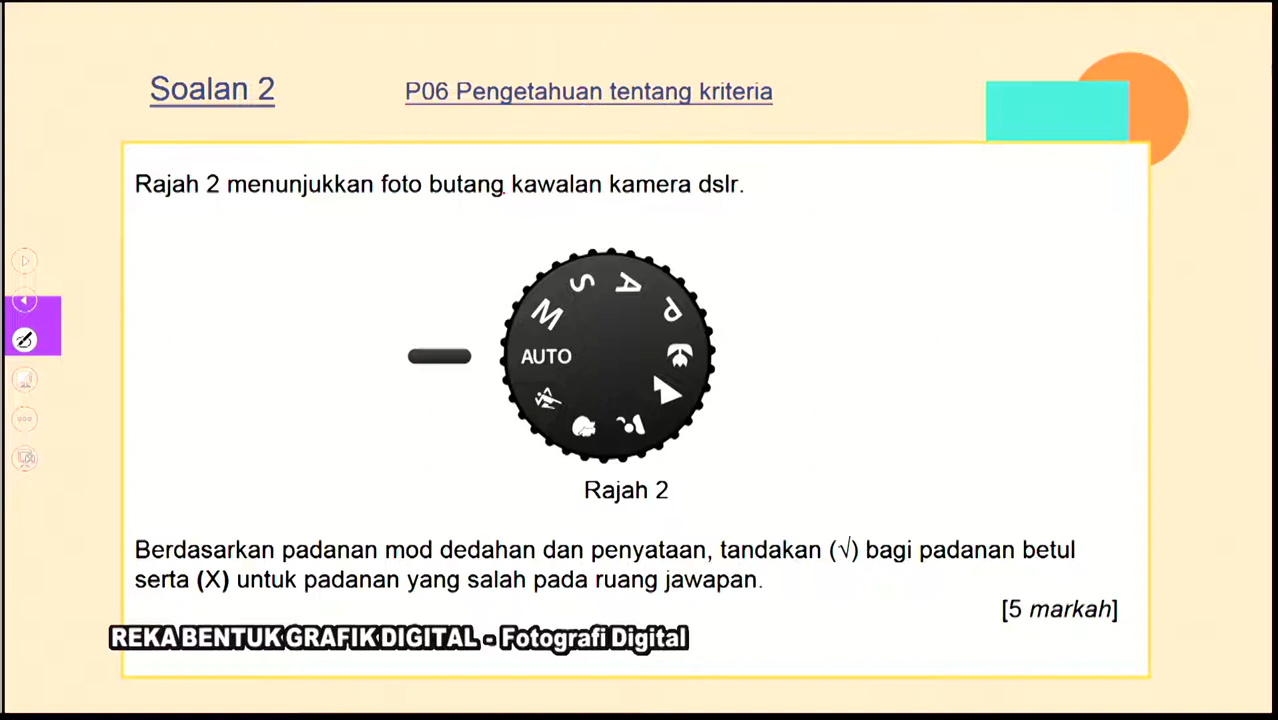 Soalan 2
P06 Pengetahuan tentang kriteria
Rajah 2 menunjukkan foto butang kawalan kamera dslr.
S A
M P
AUTO
Rajah 2
Berdasarkan padanan mod dedahan dan penyataan, tandakan (√) bagi padanan betul
serta (X) untuk padanan yang salah pada ruang jawapan.
[5 markah]
REKA BENTUK GRAFIK DIGITAL - Fotografi Digital